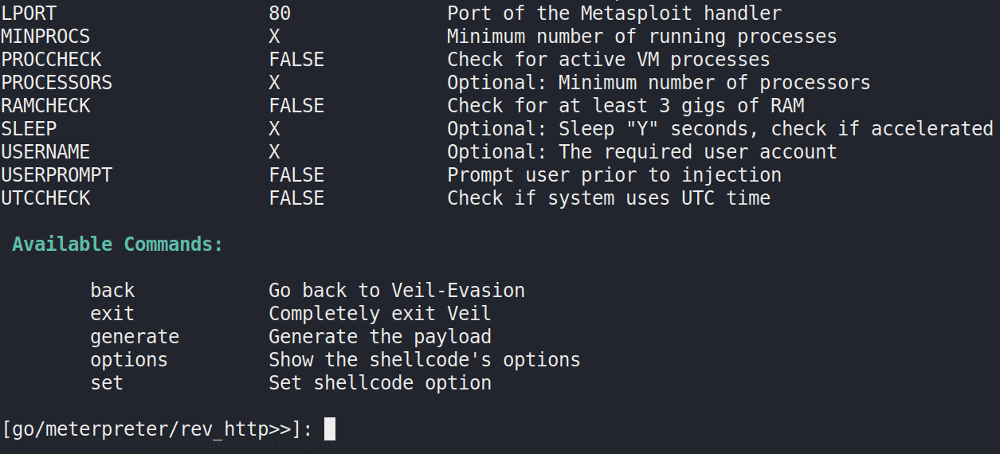 LPORT 80 Port of the Metasploit handler
MINPROCS X Minimum number of running processes
PROCCHECK FALSE Check for active VM processes
PROCESSORS X Optional: Minimum number of processors
RAMCHECK FALSE Check for at least 3 gigs of RAM
SLEEP X Optional: Sleep "Y" seconds, check if accelerated
USERNAME X Optional: The required user account
USERPROMPT FALSE Prompt user prior to injection
UTCCHECK FALSE Check if system uses UTC time
Available Commands:
back Go back to Veil-Evasion
exit Completely exit Veil
generate Generate the payload
options Show the shellcode's options
set Set shellcode option
[go/meterpreter/rev_http>>]: